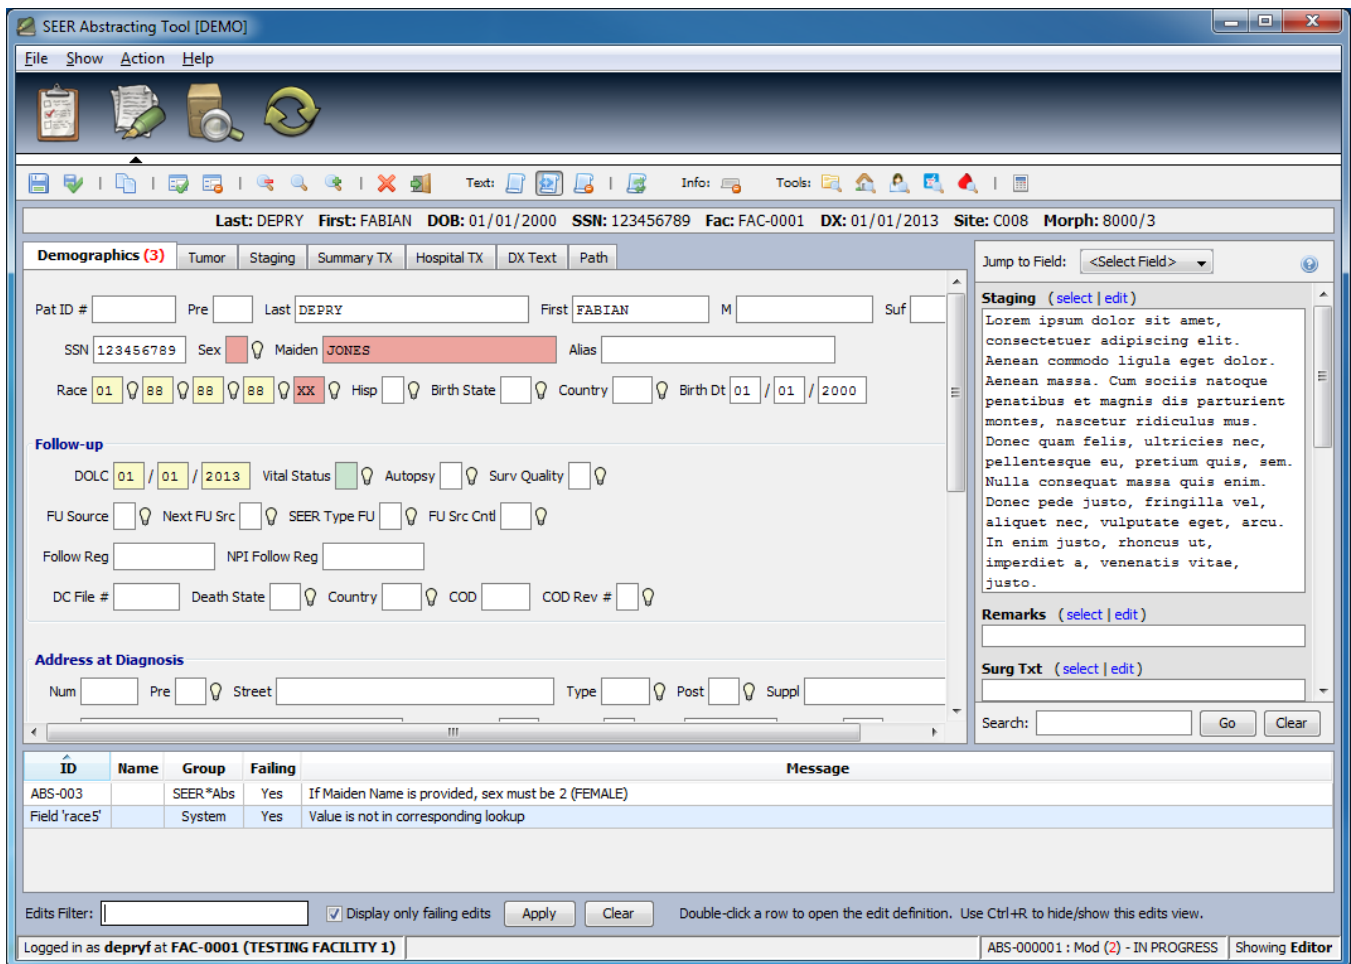 SEER Abstracting Tool [DEMO]
File Show Action Help
Text: Info: Tools:
Last: DEPRY First: FABIAN DOB: 01/01/2000 SSN: 123456789 Fac: FAC-0001 DX: 01/01/2013 Site: C008 Morph: 8000/3
Demographics (3) Tumor Staging Summary TX Hospital TX DX Text Path
Pat ID # Pre Last DEPRY First FABIAN M Suf
SSN 123456789 Sex Maiden JONES Alias
Race 01 88 88 88 XX Hisp Birth State Country Birth Dt 01 / 01 / 2000
Follow-up
DOLC 01 / 01 / 2013 Vital Status Autopsy Surv Quality
FU Source Next FU Src SEER Type FU FU Src Cntl
Follow Reg NPI Follow Reg
DC File # Death State Country COD COD Rev #
Address at Diagnosis
Num Pre Street Type Post Suppl
Jump to Field: <Select Field>
Staging ( select | edit )
Lorem ipsum dolor sit amet,
consectetuer adipiscing elit.
Aenean commodo ligula eget dolor.
Aenean massa. Cum sociis natoque
penatibus et magnis dis parturient
montes, nascetur ridiculus mus.
Donec quam felis, ultricies nec,
pellentesque eu, pretium quis, sem.
Nulla consequat massa quis enim.
Donec pede justo, fringilla vel,
aliquet nec, vulputate eget, arcu.
In enim justo, rhoncus ut,
imperdiet a, venenatis vitae,
justo.
Remarks ( select | edit )
Surg Txt ( select | edit )
Search: Go Clear
ID Name Group Failing Message
ABS-003 SEER*Abs Yes If Maiden Name is provided, sex must be 2 (FEMALE)
Field 'race5' System Yes Value is not in corresponding lookup
Edits Filter: Display only failing edits Apply Clear Double-click a row to open the edit definition. Use Ctrl+R to hide/show this edits view.
Logged in as depryf at FAC-0001 (TESTING FACILITY 1) ABS-000001 : Mod (2) - IN PROGRESS Showing Editor